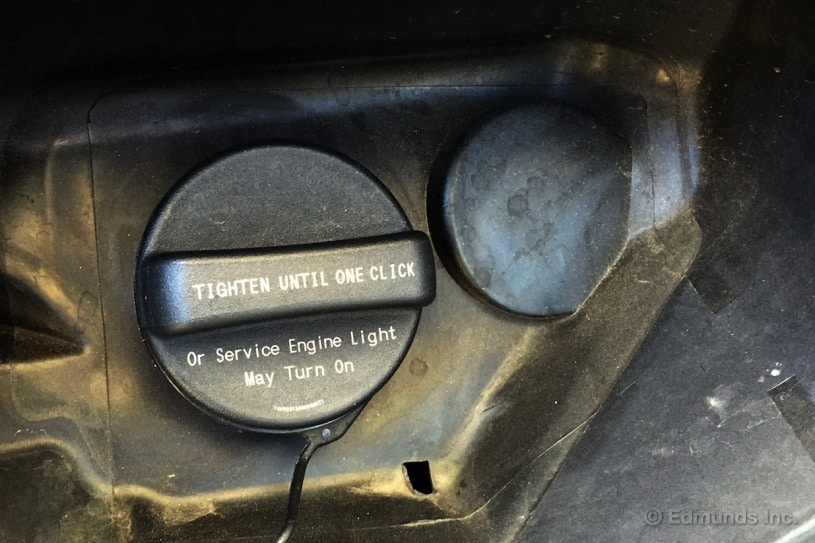 TIGHTEN UNTIL ONE CLICK
Or Service Engine Light
May Turn On
© Edmunds Inc.